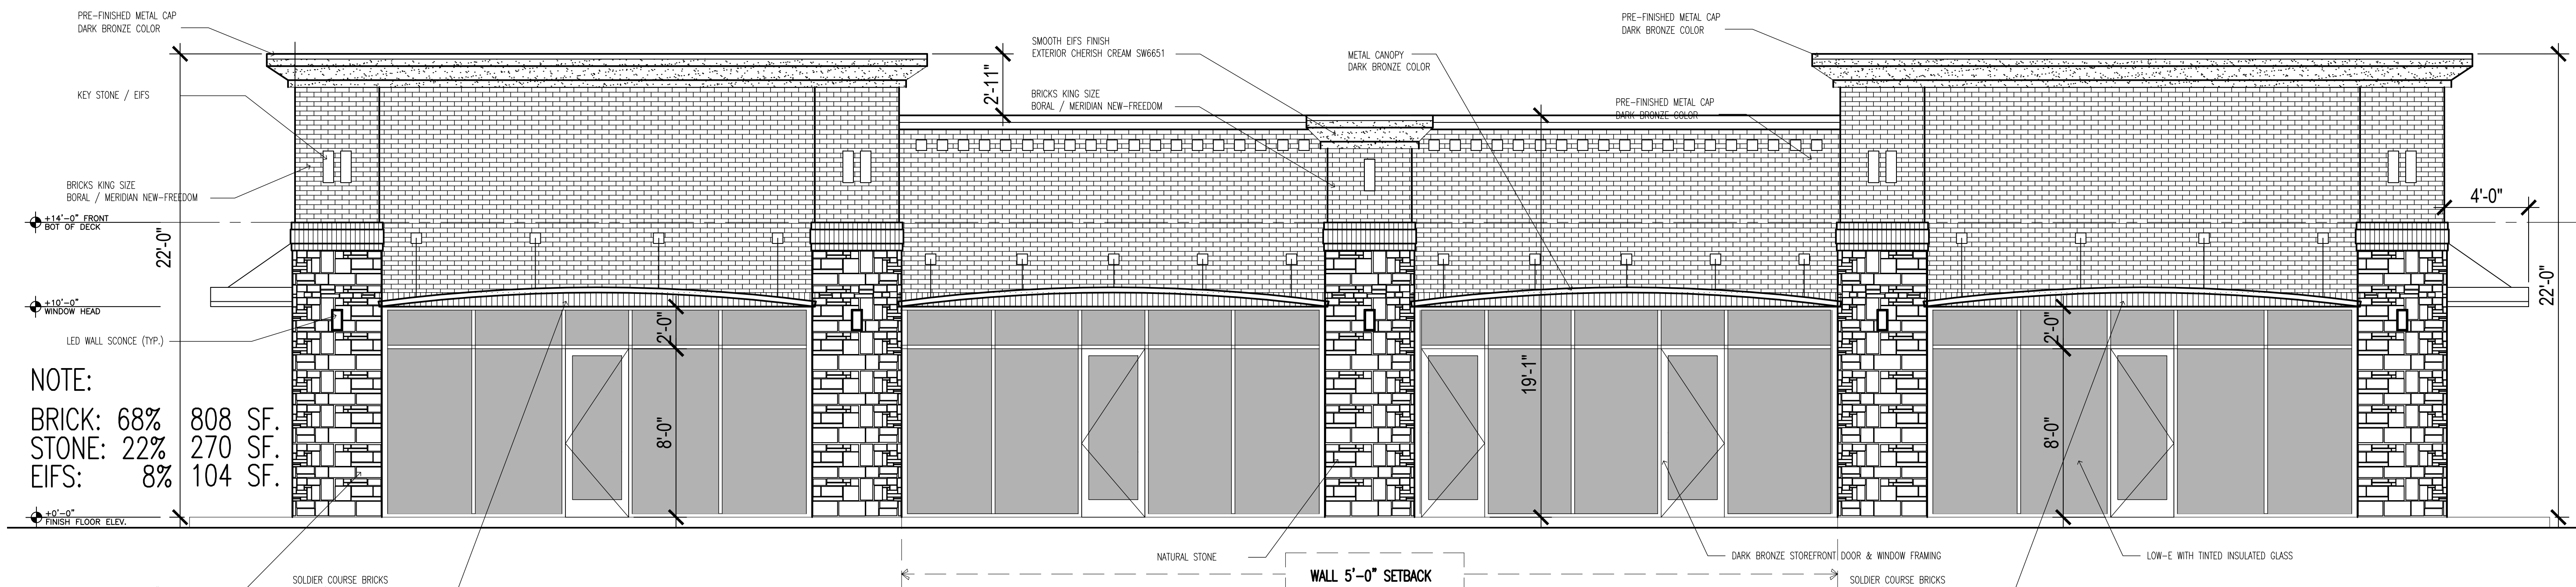 PRE-FINISHED METAL CAP
DARK BRONZE COLOR
KEY STONE / EIFS
BRICKS KING SIZE
BORAL / MERIDIAN NEW-FREEDOM
+14'-0" FRONT
BOT OF DECK
22'-0"
+10'-0"
WINDOW HEAD
LED WALL SCONCE (TYP.)
NOTE:
BRICK: 68% 808 SF.
STONE: 22% 270 SF.
EIFS: 8% 104 SF.
+0'-0"
FINISH FLOOR ELEV.
SOLDIER COURSE BRICKS
2'-0"
8'-0"
2'-11"
SMOOTH EIFS FINISH
EXTERIOR CHERISH CREAM SW6651
BRICKS KING SIZE
BORAL / MERIDIAN NEW-FREEDOM
METAL CANOPY
DARK BRONZE COLOR
PRE-FINISHED METAL CAP
DARK BRONZE COLOR
PRE-FINISHED METAL CAP
DARK BRONZE COLOR
19'-1"
NATURAL STONE
WALL 5'-0" SETBACK
DARK BRONZE STOREFRONT DOOR & WINDOW FRAMING
2'-0"
8'-0"
LOW-E WITH TINTED INSULATED GLASS
SOLDIER COURSE BRICKS
4'-0"
22'-0"